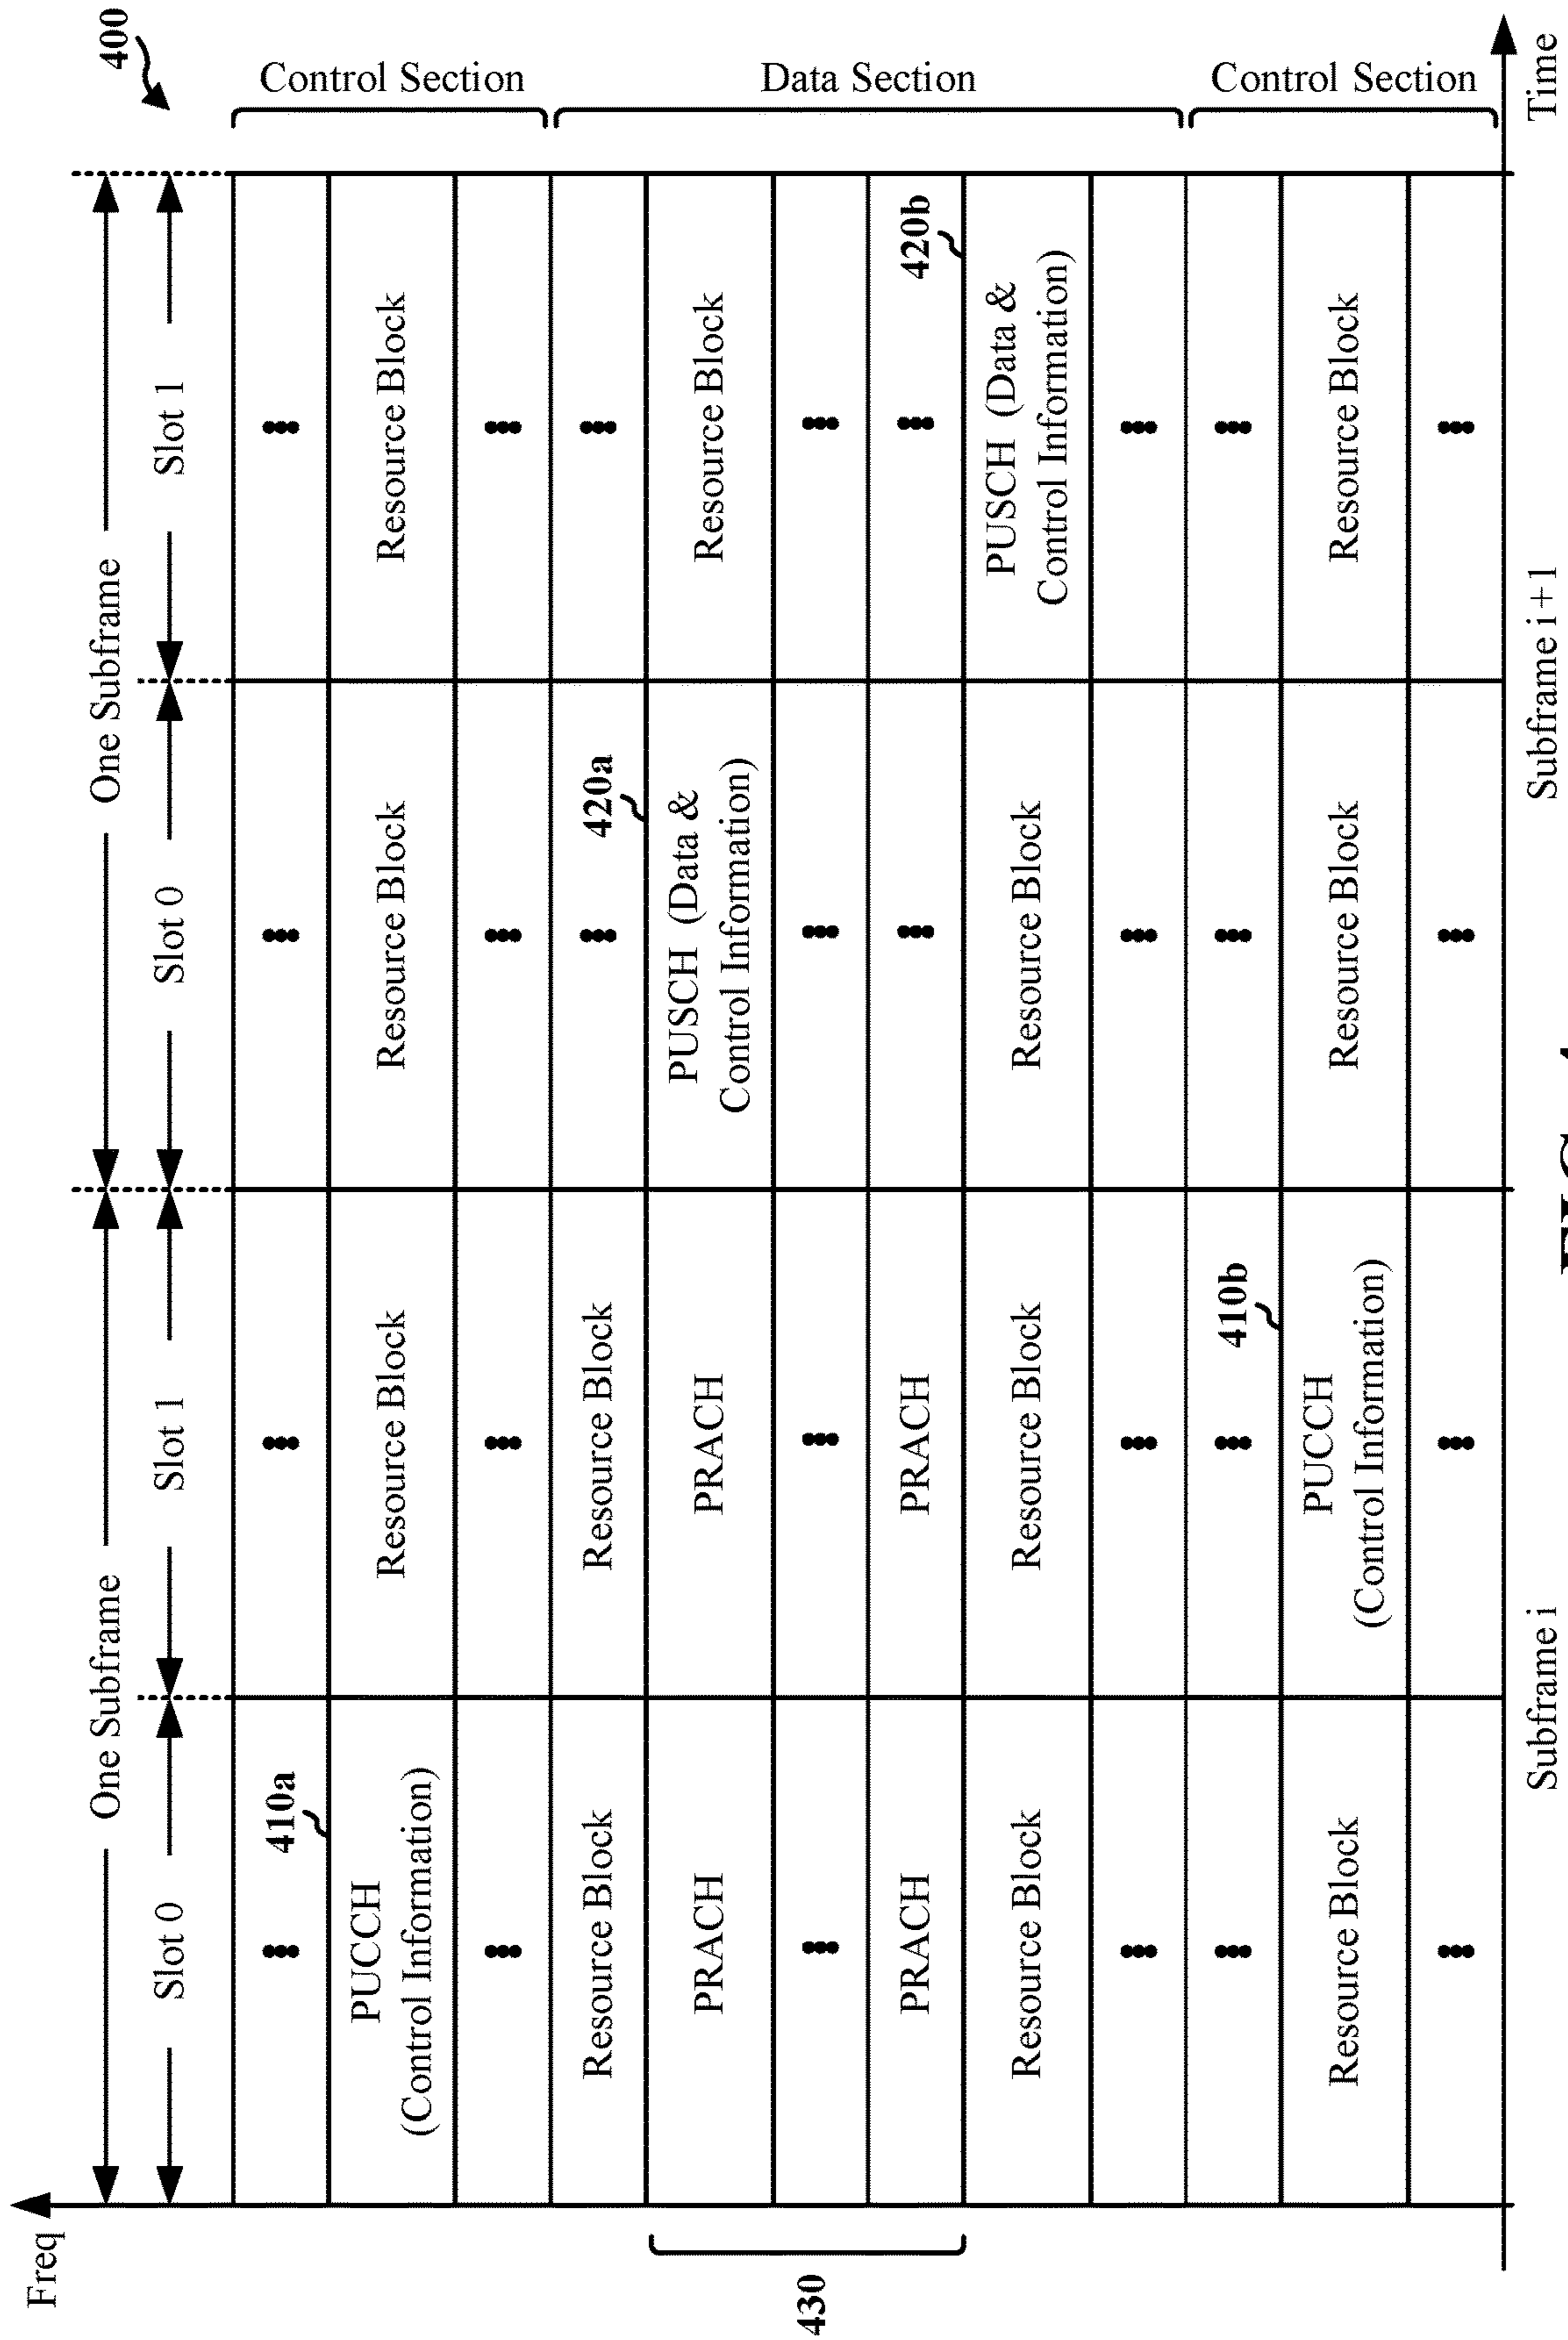 400
One Subframe
One Subframe
Slot 0
Slot 1
Slot 0
Slot 1
Freq
Control Section
Data Section
Control Section
410a
PUCCH
(Control Information)
Resource Block
Resource Block
Resource Block
Resource Block
Resource Block
420a
430
PRACH
PRACH
PUSCH (Data &
Control Information)
Resource Block
PRACH
PRACH
420b
Resource Block
Resource Block
Resource Block
PUSCH (Data &
Control Information)
410b
Resource Block
PUCCH
(Control Information)
Resource Block
Resource Block
Subframe i
Subframe i + 1
Time